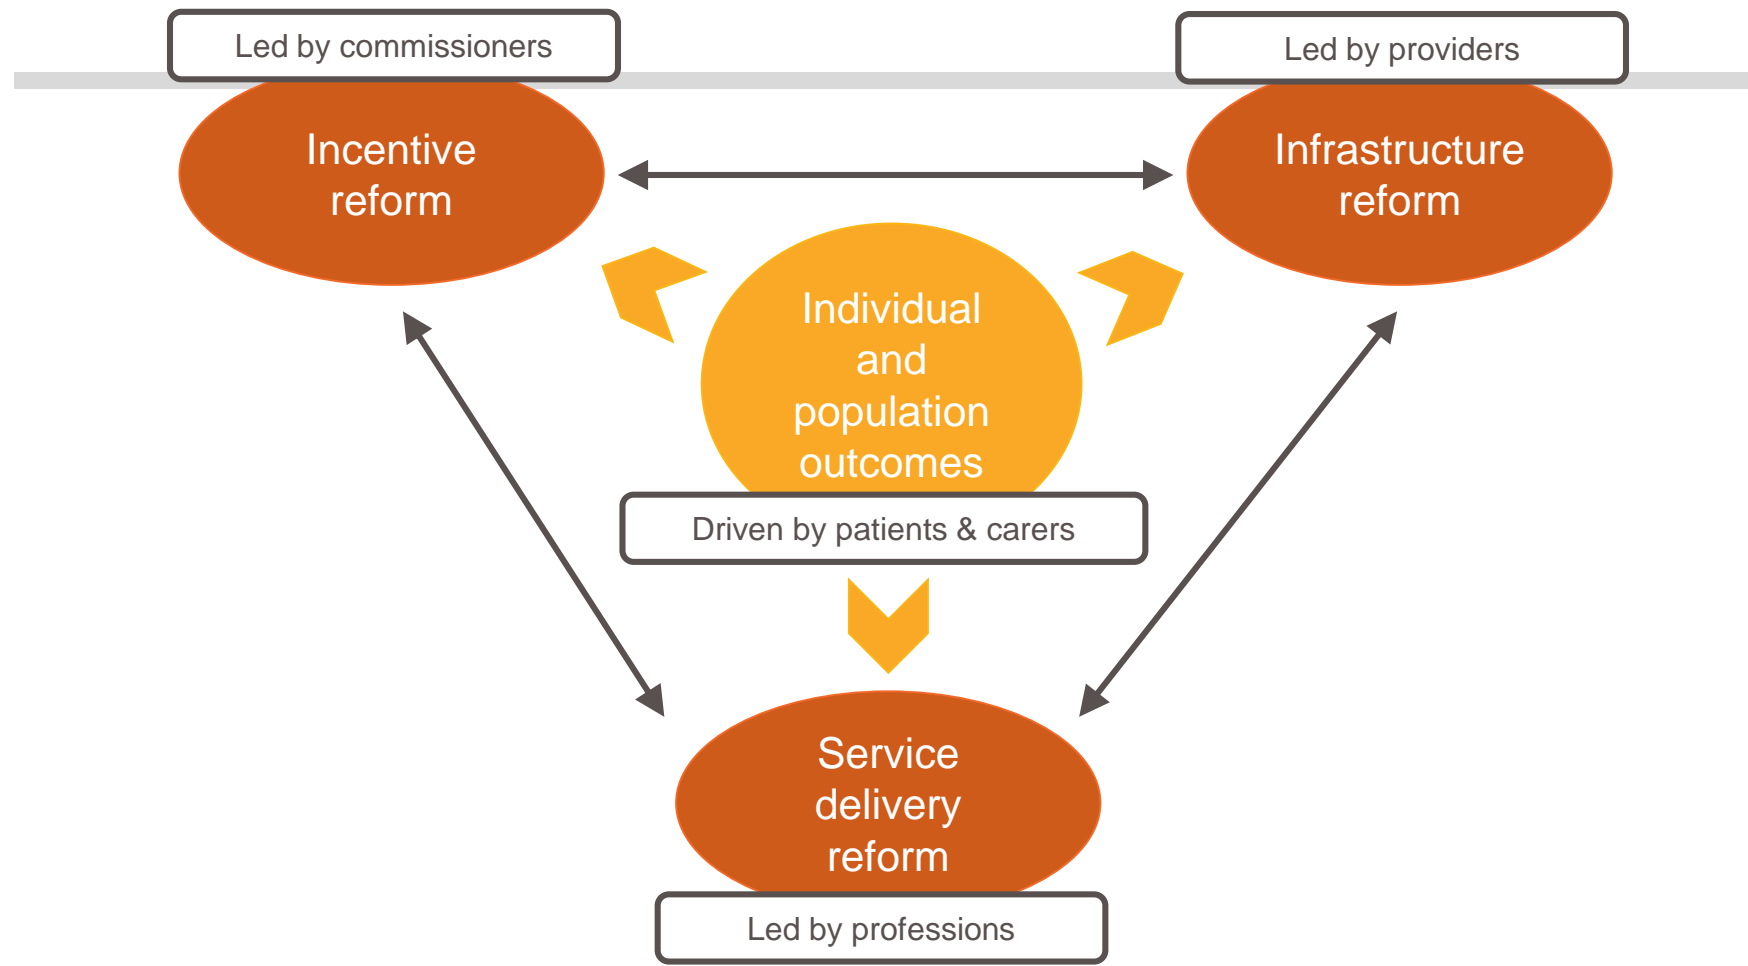 Led by commissioners
Led by providers
Incentive
reform
Infrastructure
reform
Individual
and
population
outcomes
Driven by patients & carers
Service
delivery
reform
Led by professions